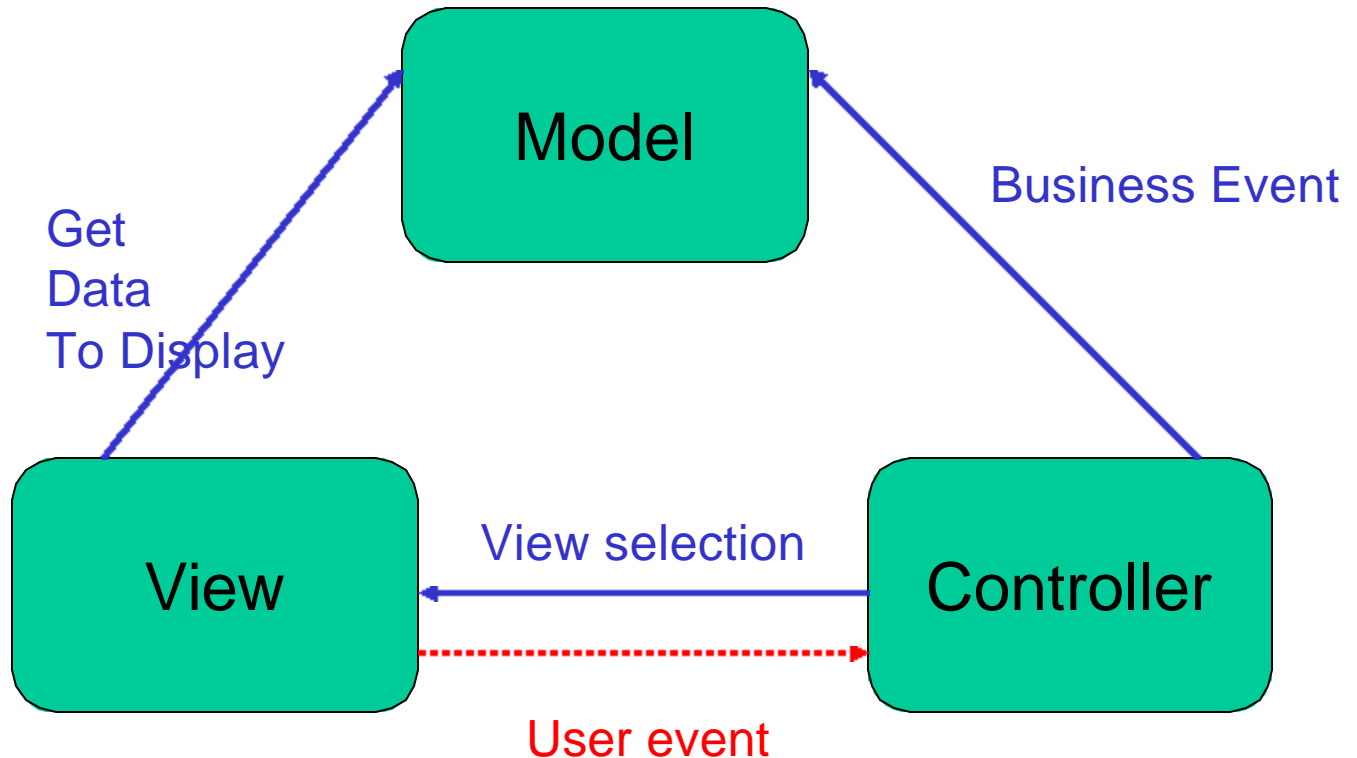 Model
Business Event
Get
Data
To Display
View selection
View
Controller
User event